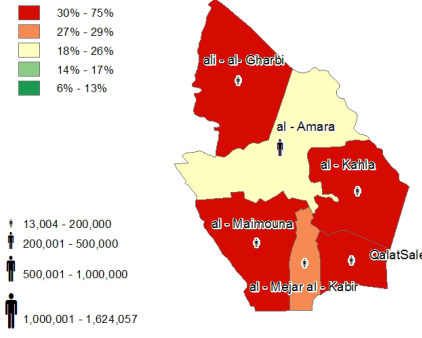 30% - 75%
27% - 29%
18% - 26%
14% - 17%
6% - 13%
ali - al- Gharbi
al - Amara
al - Kahla
al - Maimouna
QalatSale
al - Mejar al - Kabir
13,004 - 200,000
200,001 - 500,000
500,001 - 1,000,000
1,000,001 - 1,624,057